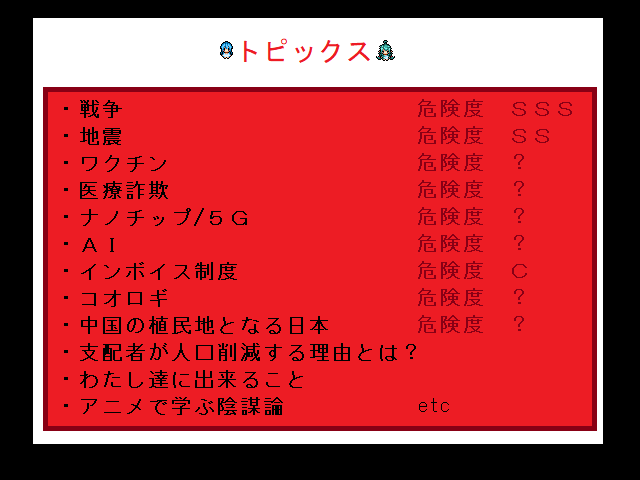 トピックス
・戦争 危険度 ＳＳＳ
・地震 危険度 ＳＳ
・ワクチン 危険度 ？
・医療詐欺 危険度 ？
・ナノチップ/５Ｇ 危険度 ？
・ＡＩ 危険度 ？
・インボイス制度 危険度 Ｃ
・コオロギ 危険度 ？
・中国の植民地となる日本 危険度 ？
・支配者が人口削減する理由とは？
・わたし達に出来ること
・アニメで学ぶ陰謀論 etc